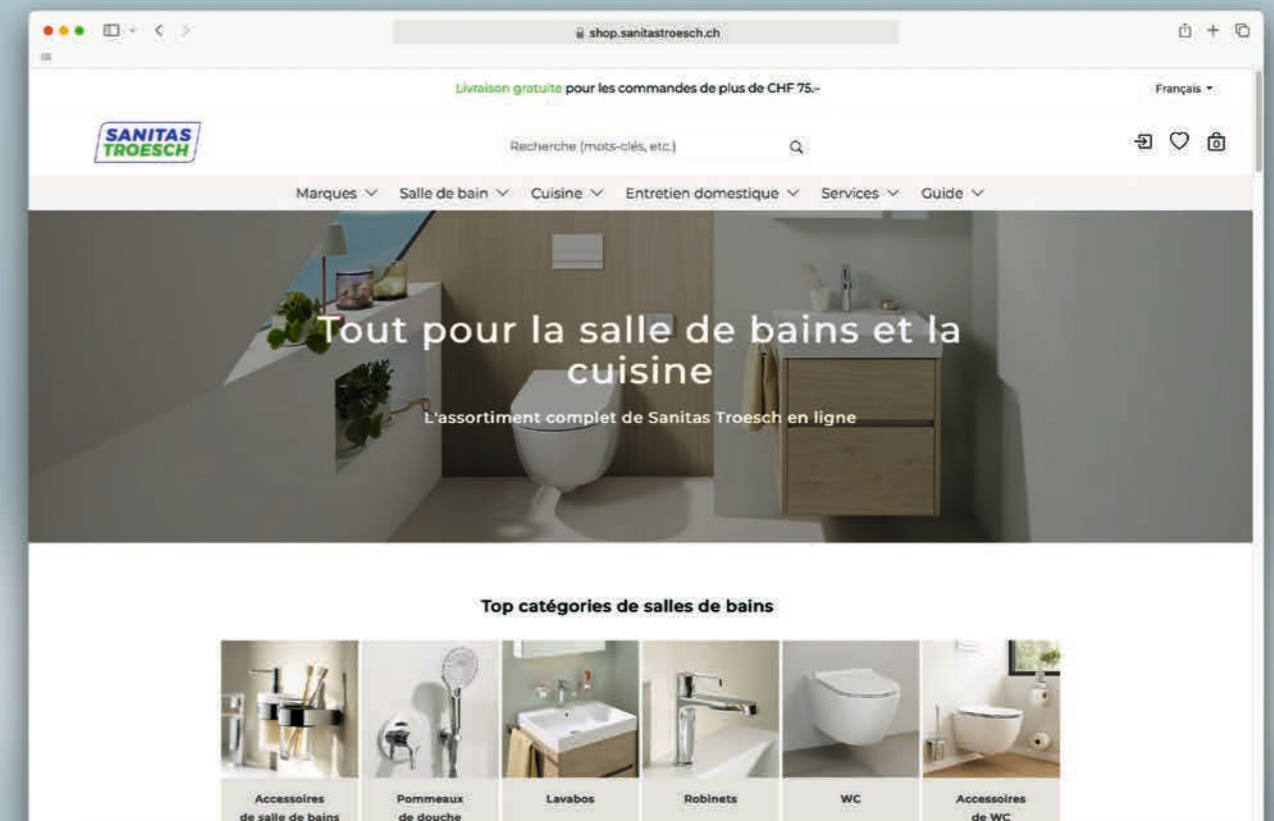 shop.sanitastroesch.ch
Livraison gratuite pour les commandes de plus de CHF 75.–
Français
SANITAS
TROESCH
Recherche (mots-clés, etc.)
0
Marques Salle de bain Cuisine Entretien domestique Services Guide
Tout pour la salle de bains et la
cuisine
L'assortiment complet de Sanitas Troesch en ligne
Top catégories de salles de bains
Accessoires Pommeaux Lavabos Robinets WC Accessoires
de salle de bains de douche de WC